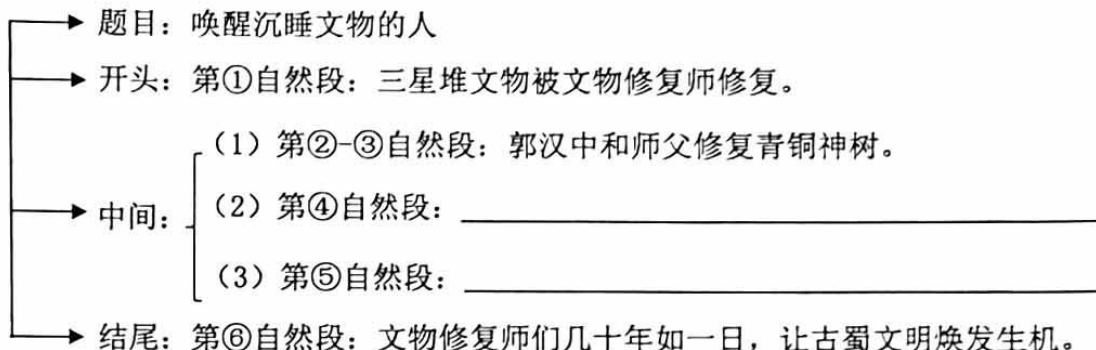 题目：唤醒沉睡文物的人
开头：第①自然段：三星堆文物被文物修复师修复。
中间：
（1）第②-③自然段：郭汉中和师父修复青铜神树。
（2）第④自然段：
（3）第⑤自然段：
结尾：第⑥自然段：文物修复师们几十年如一日，让古蜀文明焕发生机。